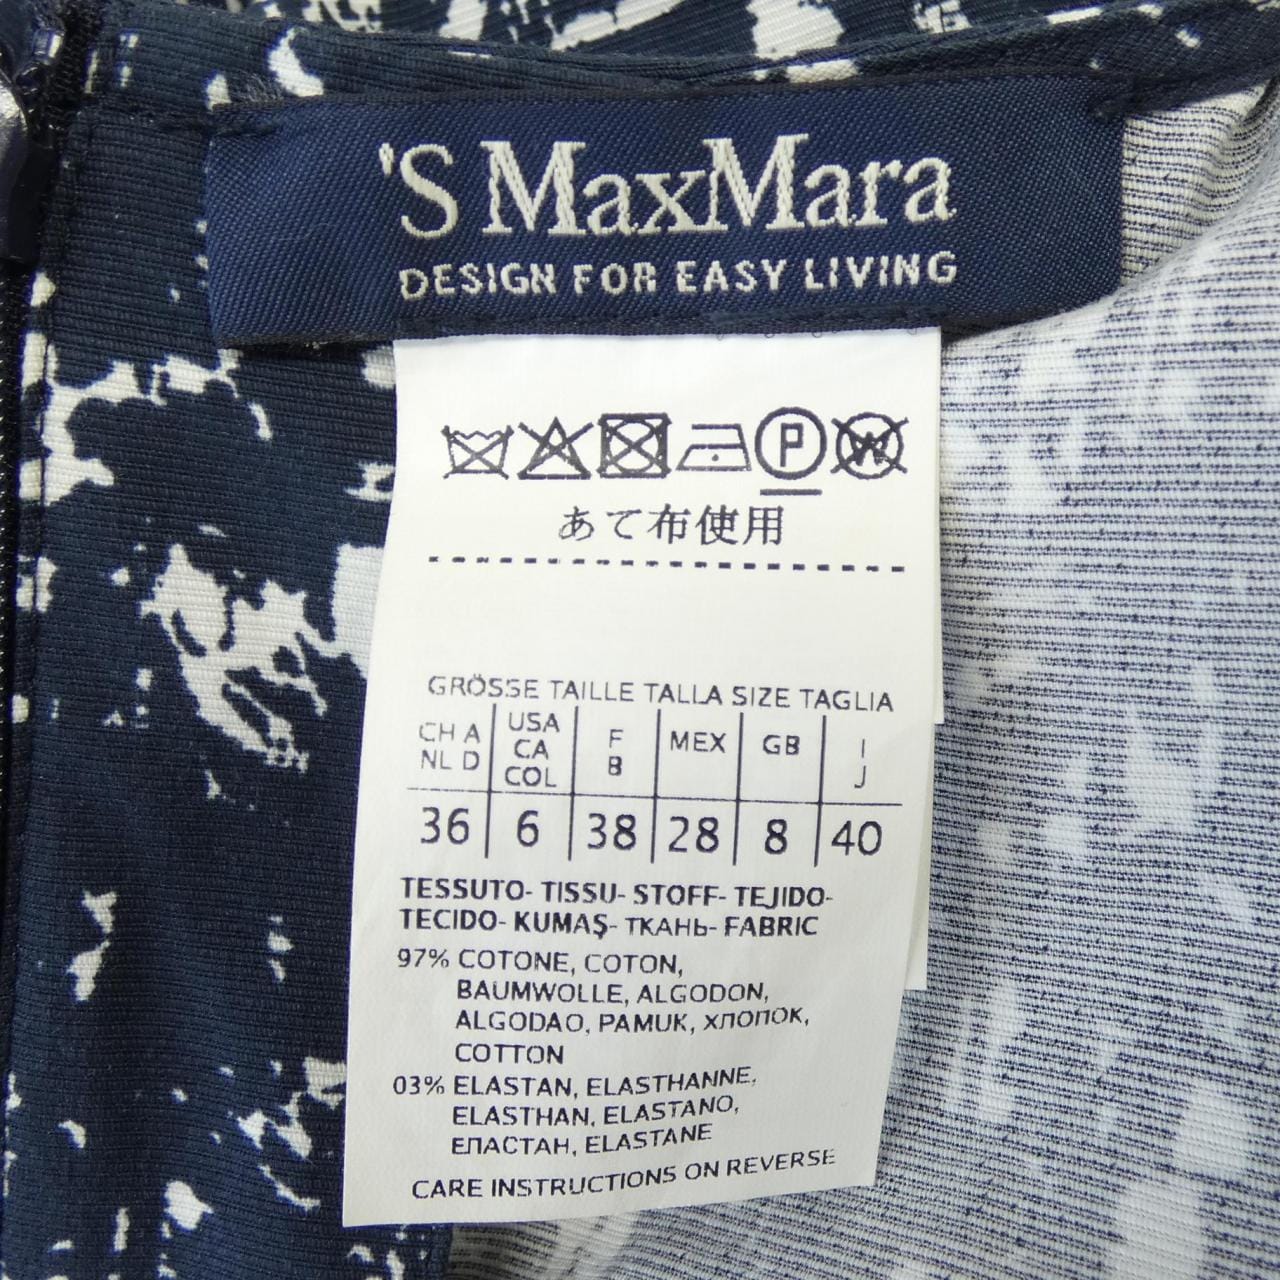 'S MaxMara
DESIGN FOR EASY LIVING
P W
あて布使用
GRÖSSE TAILLE TALLA SIZE TAGLIA
CH A NL D | USA CA COL | F B | MEX | GB | I J
36 | 6 | 38 | 28 | 8 | 40
TESSUTO- TISSU- STOFF- TEJIDO-
TECIDO- KUMAŞ- ТКАНЬ- FABRIC
97% COTONE, COTON,
BAUMWOLLE, ALGODON,
ALGODAO, PAMUK, ХЛОПОК,
COTTON
03% ELASTAN, ELASTHANNE,
ELASTHAN, ELASTANO,
ЕПАСТАН, ELASTANE
CARE INSTRUCTIONS ON REVERSE